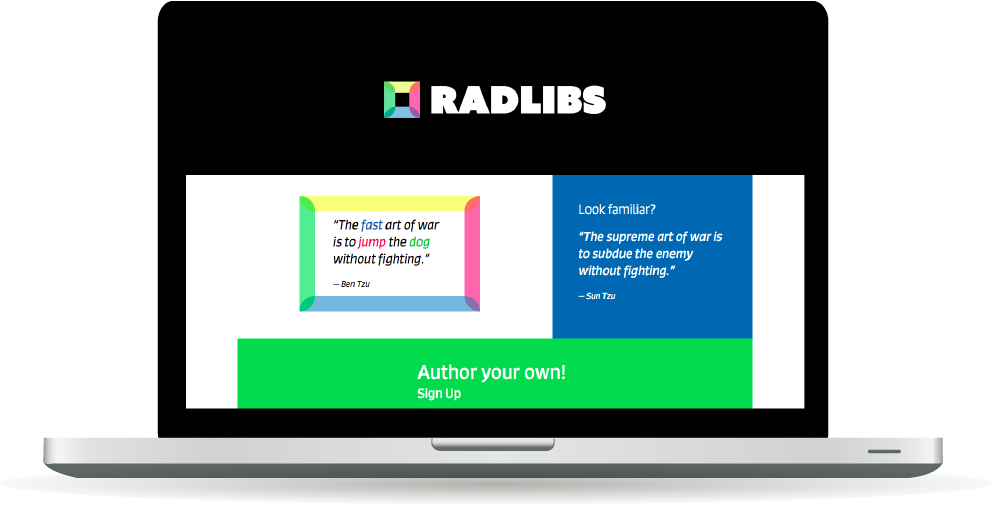 RADLIBS
“The fast art of war
is to jump the dog
without fighting.”
— Ben Tzu
Look familiar?
“The supreme art of war is
to subdue the enemy
without fighting.”
— Sun Tzu
Author your own!
Sign Up